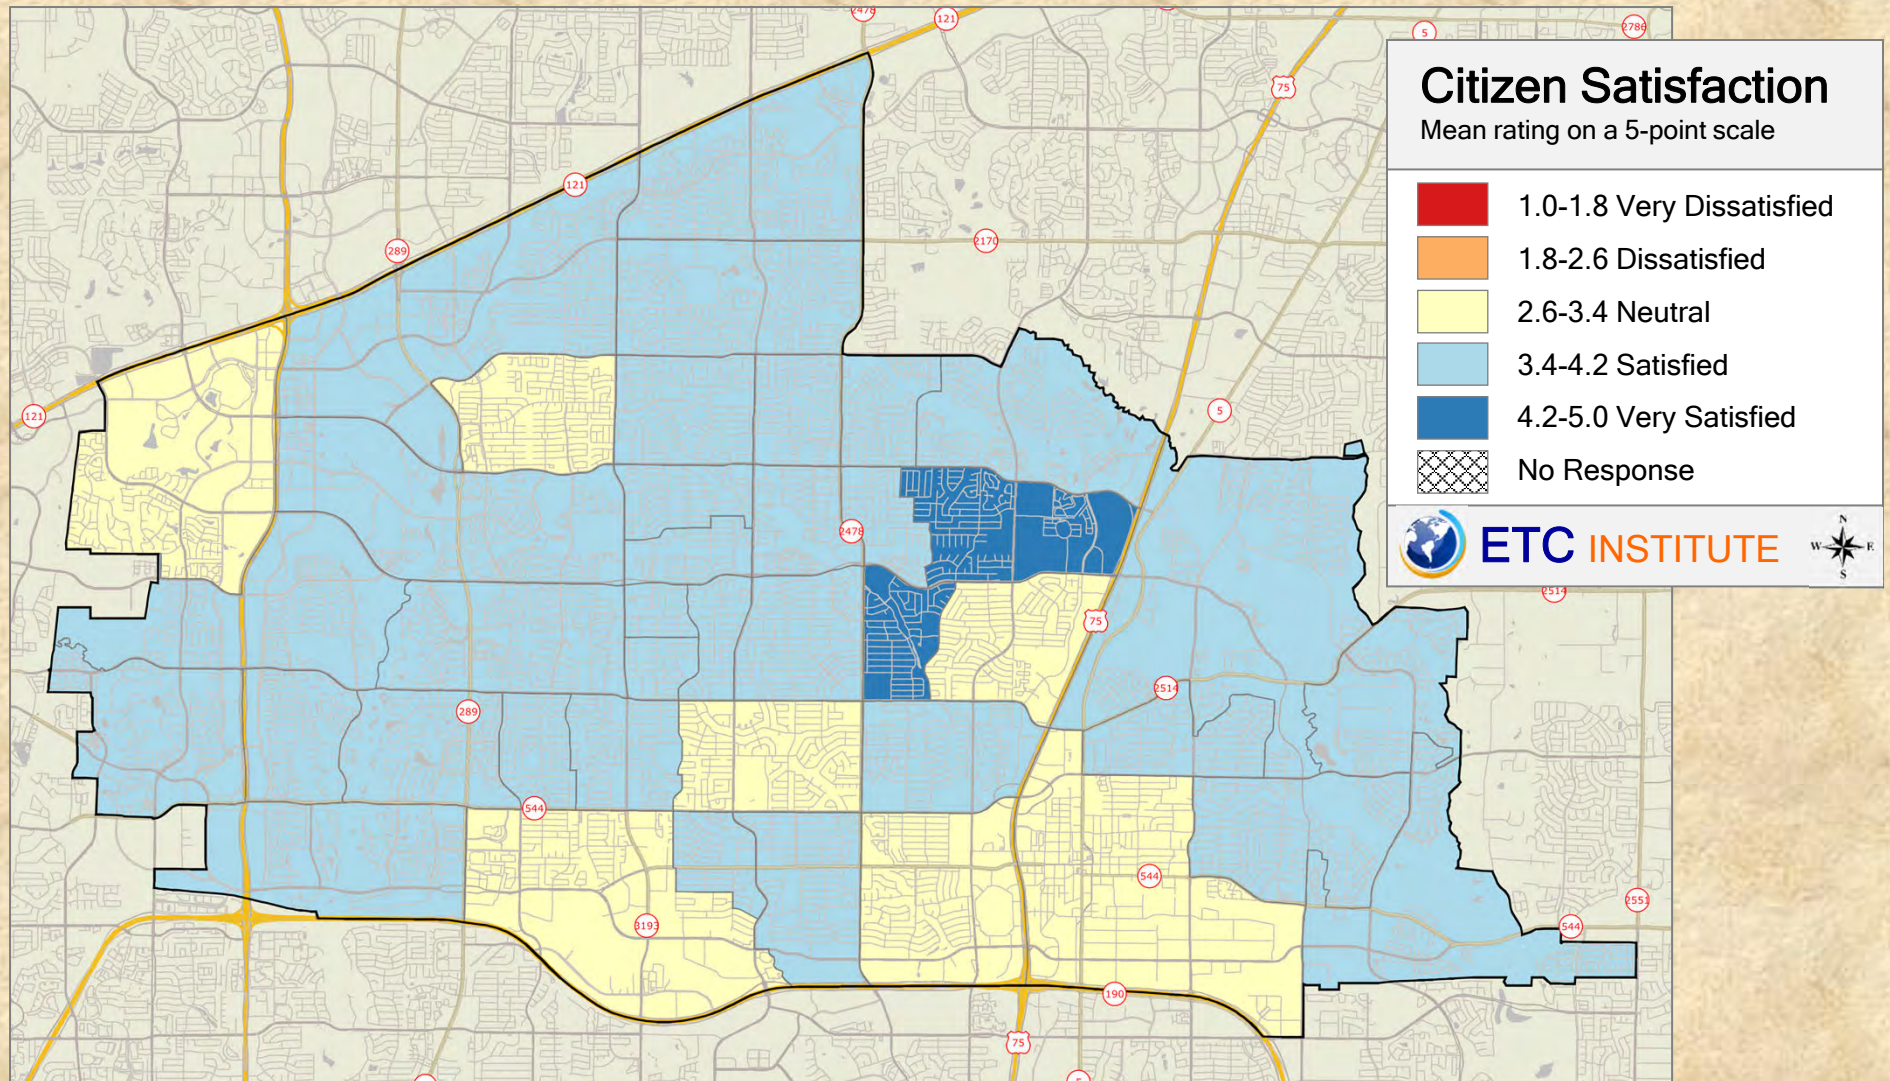 2478
121
5
2786
75
Citizen Satisfaction
Mean rating on a 5-point scale
121
1.0-1.8 Very Dissatisfied
289
2170
1.8-2.6 Dissatisfied
2.6-3.4 Neutral
3.4-4.2 Satisfied
121
5
4.2-5.0 Very Satisfied
No Response
2478
ETC INSTITUTE
N
W E
S
2514
75
2514
289
544
544
3193
2551
544
190
75
5